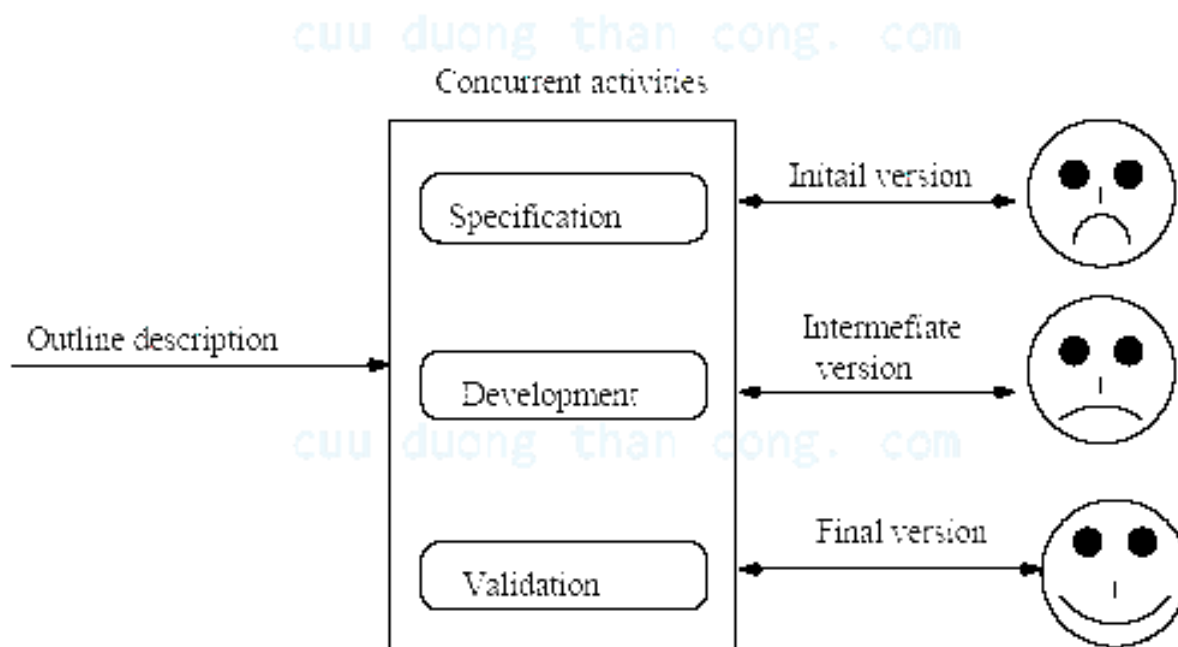 cuu duong than cong. com
Concurrent activities
Initail version
Specification
Outline description
Intermefiate
version
Development
cuu duong than cong. com
Final version
Validation